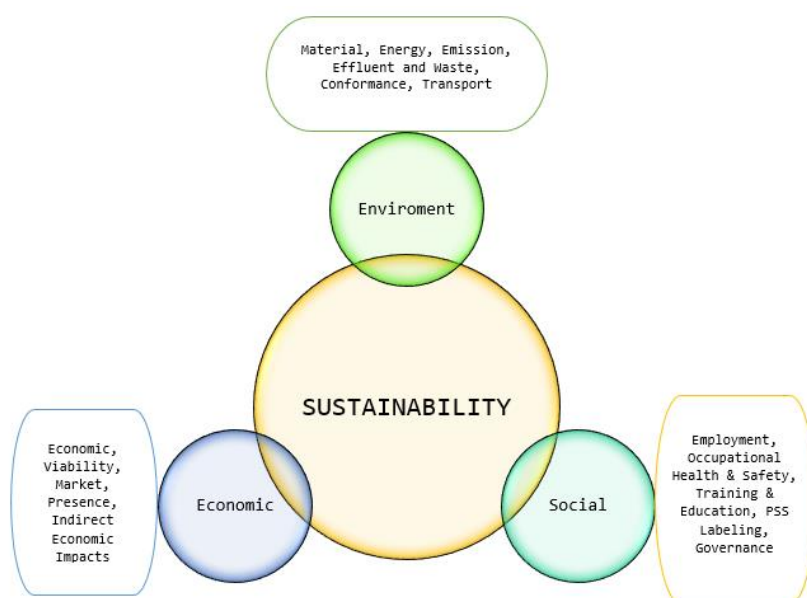 Material, Energy, Emission,
Effluent and Waste,
Conformance, Transport
Enviroment
SUSTAINABILITY
Economic,
Viability,
Market,
Presence,
Indirect
Economic
Impacts
Economic
Social
Employment,
Occupational
Health & Safety,
Training &
Education, PSS
Labeling,
Governance